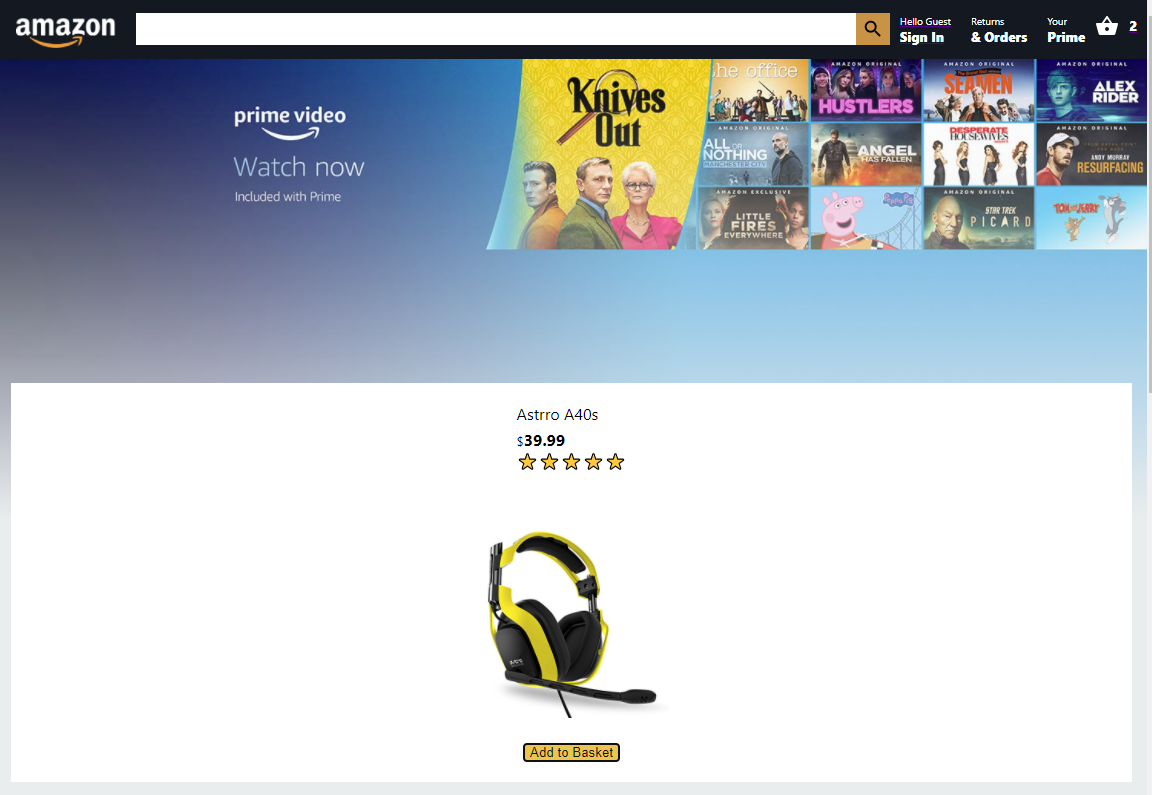 amazon
Hello Guest
Sign In
Returns
& Orders
Your
Prime
2
prime video
Watch now
Included with Prime
Knives
Out
he office
AMAZON ORIGINAL
HUSTLERS
AMAZON ORIGINAL
SEAMEN
AMAZON ORIGINAL
ALEX
RIDER
AMAZON ORIGINAL
ALL OR
NOTHING
MANCHESTER CITY
ANGEL
HAS FALLEN
DESPERATE
HOUSEWIVES
AMAZON ORIGINAL
ANDY MURRAY
RESURFACING
AMAZON EXCLUSIVE
LITTLE
FIRES
EVERYWHERE
Peppa Pig
AMAZON ORIGINAL
STAR TREK
PICARD
TOM AND JERRY
Astrro A40s
$39.99
Add to Basket